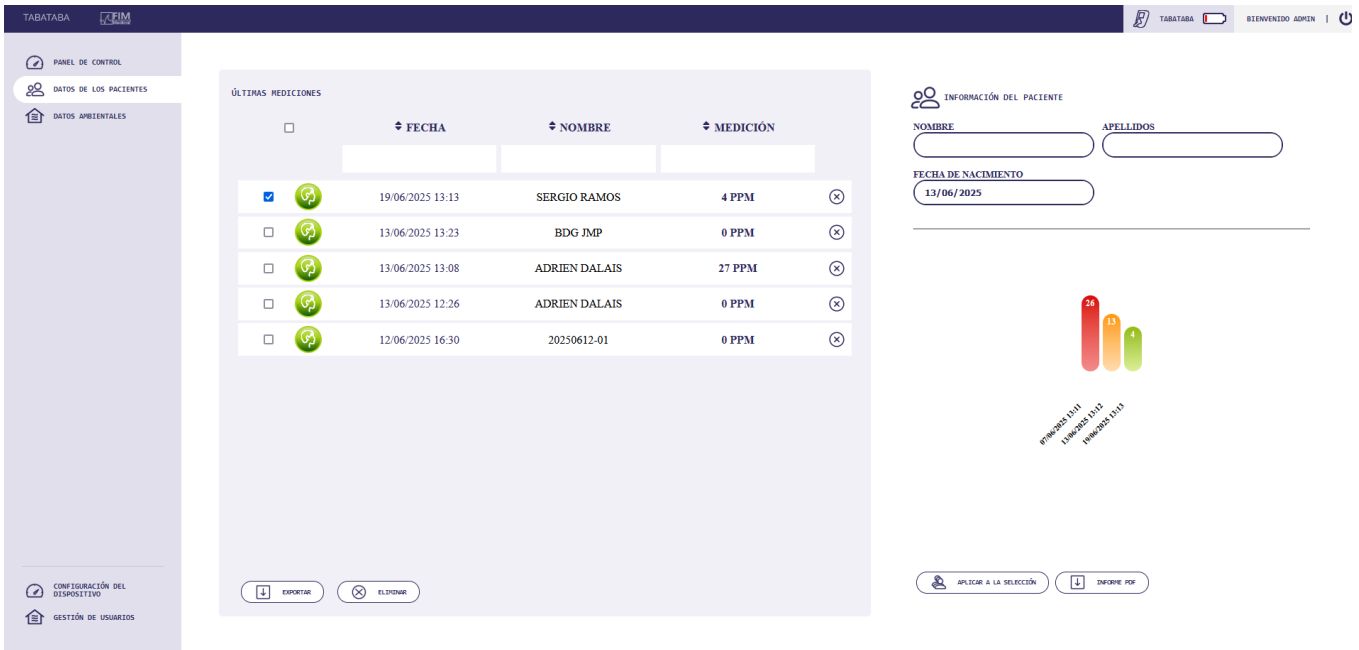 TABATABA
FIM
TABATABA
BIENVENIDO ADMIN |
PANEL DE CONTROL
DATOS DE LOS PACIENTES
DATOS AMBIENTALES
CONFIGURACIÓN DEL
DISPOSITIVO
GESTIÓN DE USUARIOS
ÚLTIMAS MEDICIONES
FECHA NOMBRE MEDICIÓN
19/06/2025 13:13 SERGIO RAMOS 4 PPM
13/06/2025 13:23 BDG JMP 0 PPM
13/06/2025 13:08 ADRIEN DALAIS 27 PPM
13/06/2025 12:26 ADRIEN DALAIS 0 PPM
12/06/2025 16:30 20250612-01 0 PPM
EXPORTAR
ELIMINAR
INFORMACIÓN DEL PACIENTE
NOMBRE APELLIDOS
FECHA DE NACIMIENTO
13/06/2025
26
13
4
07/06/2025 13:11
13/06/2025 13:12
19/06/2025 13:13
APLICAR A LA SELECCIÓN
INFORME PDF